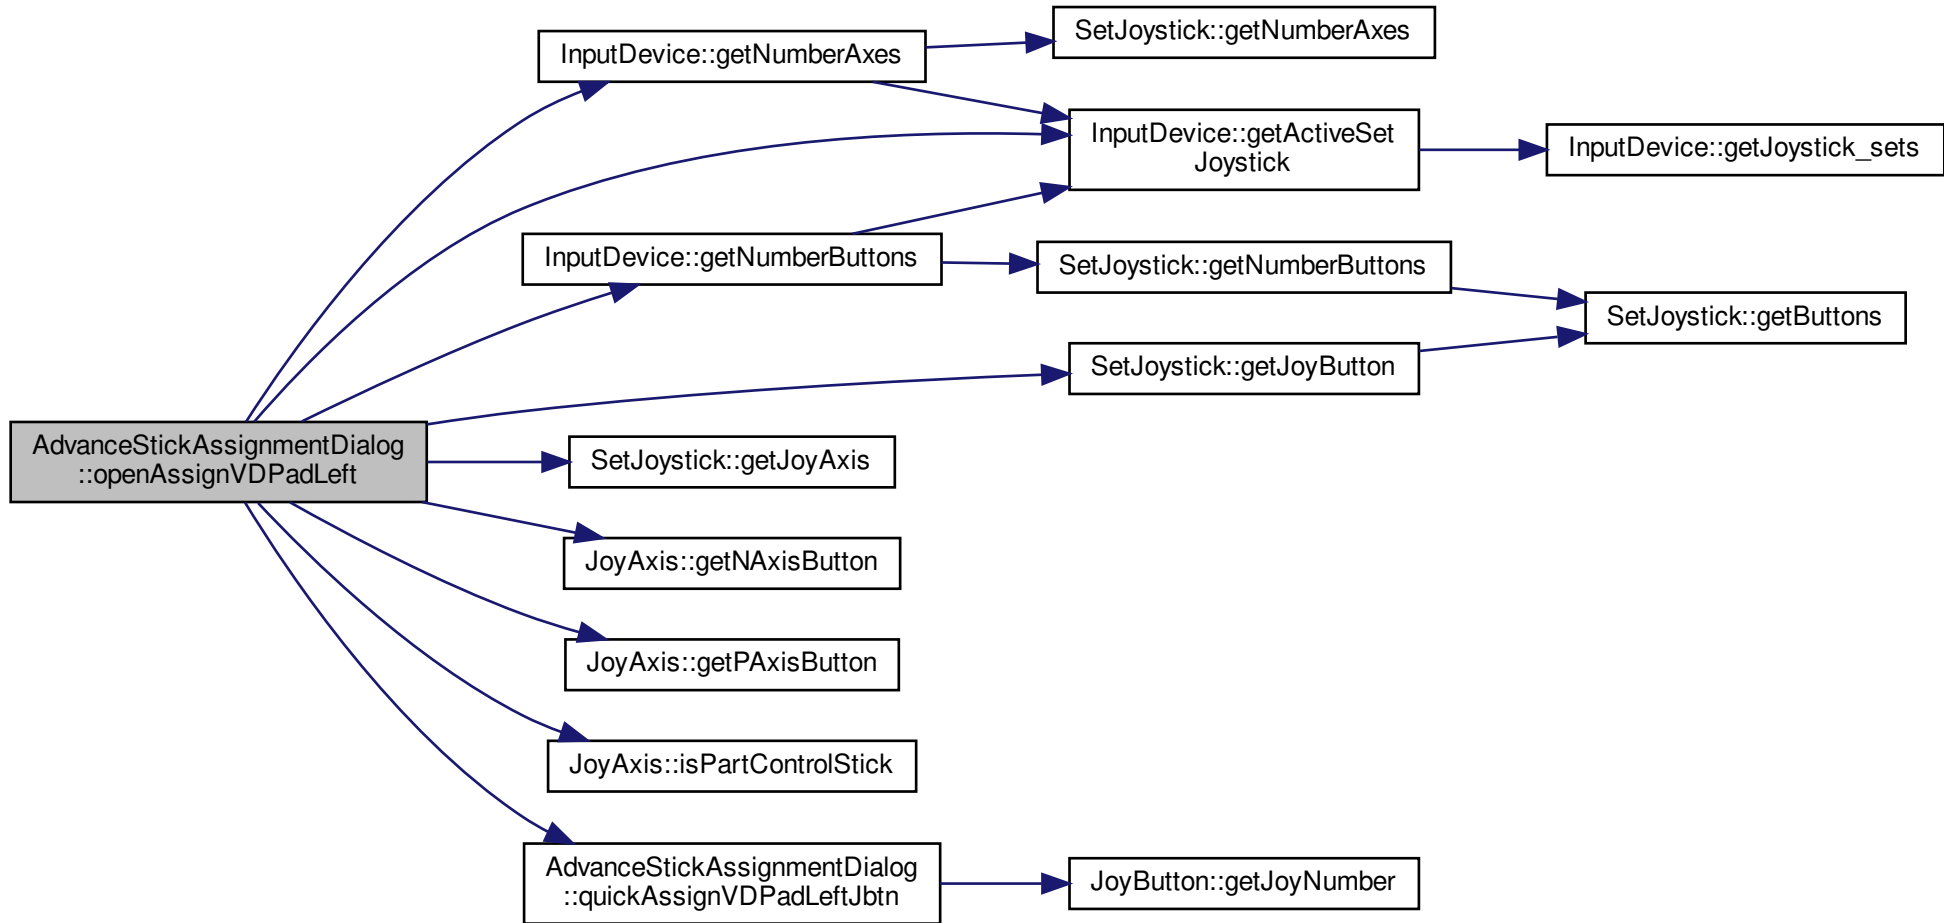 SetJoystick::getNumberAxes
InputDevice::getNumberAxes
InputDevice::getActiveSet
Joystick
InputDevice::getJoystick_sets
InputDevice::getNumberButtons
SetJoystick::getNumberButtons
SetJoystick::getButtons
SetJoystick::getJoyButton
AdvanceStickAssignmentDialog
::openAssignVDPadLeft
SetJoystick::getJoyAxis
JoyAxis::getNAxisButton
JoyAxis::getPAxisButton
JoyAxis::isPartControlStick
AdvanceStickAssignmentDialog
::quickAssignVDPadLeftJbtn
JoyButton::getJoyNumber